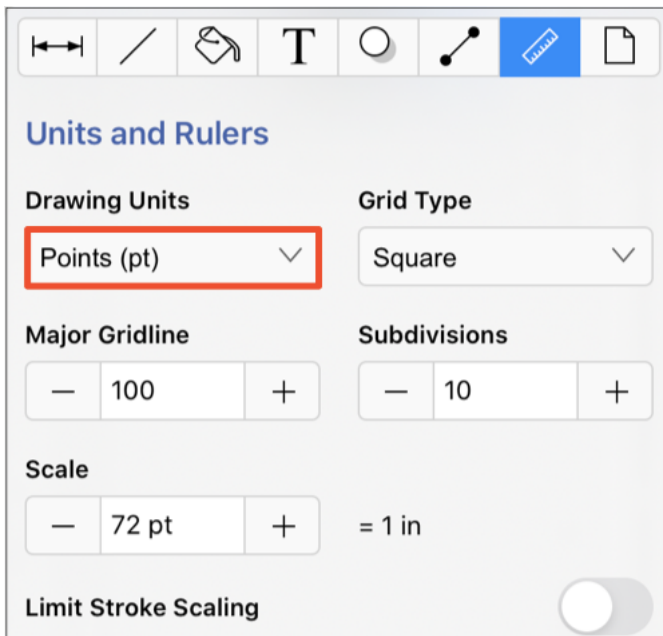 T
Units and Rulers
Drawing Units Grid Type
Points (pt) Square
Major Gridline Subdivisions
− 100 + − 10 +
Scale
− 72 pt + = 1 in
Limit Stroke Scaling